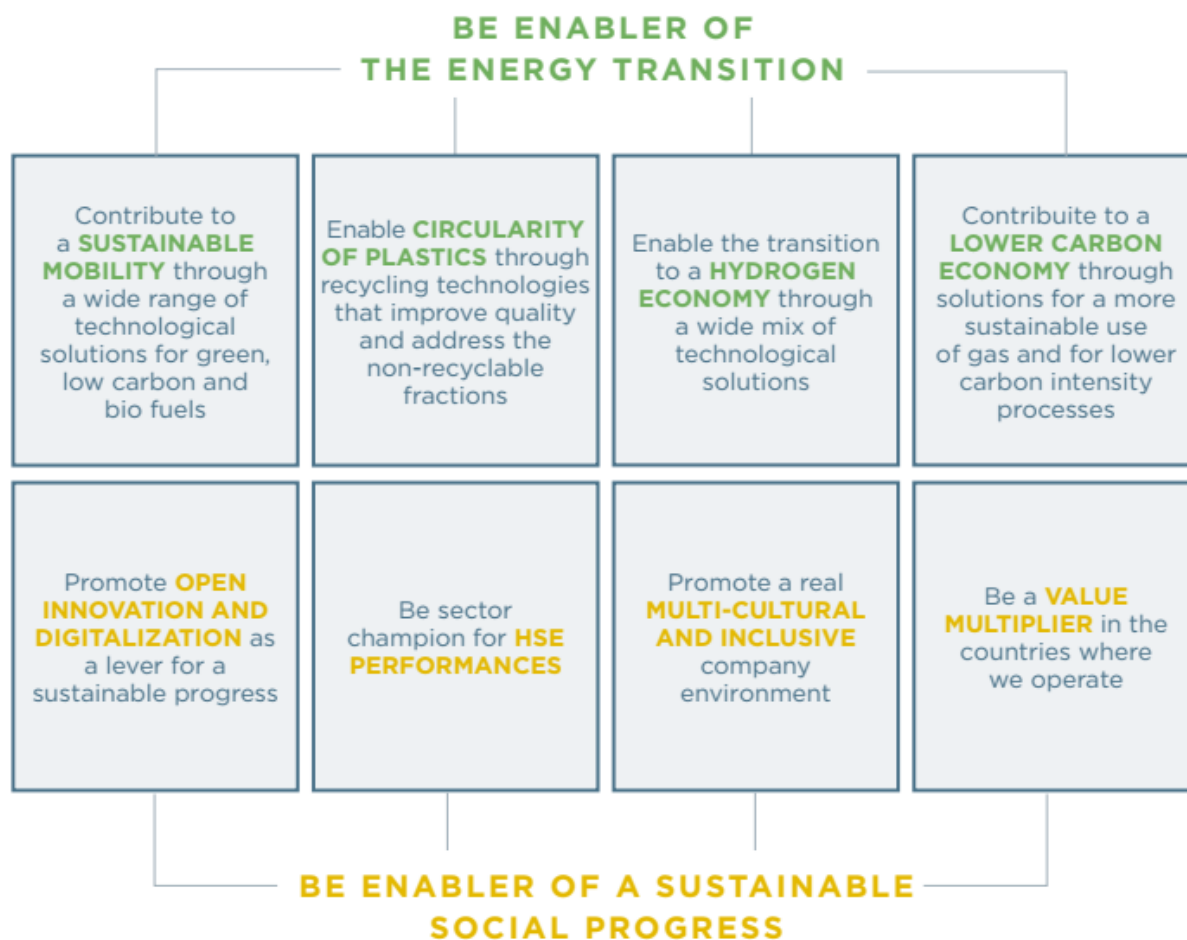 BE ENABLER OF
THE ENERGY TRANSITION
Contribute to
a SUSTAINABLE
MOBILITY through
a wide range of
technological
solutions for green,
low carbon and
bio fuels
Enable CIRCULARITY
OF PLASTICS through
recycling technologies
that improve quality
and address the
non-recyclable
fractions
Enable the transition
to a HYDROGEN
ECONOMY through
a wide mix of
technological
solutions
Contribuite to a
LOWER CARBON
ECONOMY through
solutions for a more
sustainable use
of gas and for lower
carbon intensity
processes
Promote OPEN
INNOVATION AND
DIGITALIZATION as
a lever for a
sustainable progress
Be sector
champion for HSE
PERFORMANCES
Promote a real
MULTI-CULTURAL
AND INCLUSIVE
company
environment
Be a VALUE
MULTIPLIER in the
countries where
we operate
BE ENABLER OF A SUSTAINABLE
SOCIAL PROGRESS